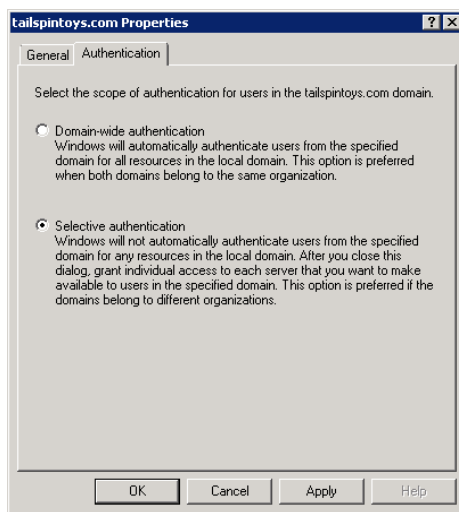 tailspintoys.com Properties
General
Authentication
Select the scope of authentication for users in the tailspintoys.com domain.
Domain-wide authentication
Windows will automatically authenticate users from the specified
domain for all resources in the local domain. This option is preferred
when both domains belong to the same organization.
Selective authentication
Windows will not automatically authenticate users from the specified
domain for any resources in the local domain. After you close this
dialog, grant individual access to each server that you want to make
available to users in the specified domain. This option is preferred if the
domains belong to different organizations.
OK
Cancel
Apply
Help